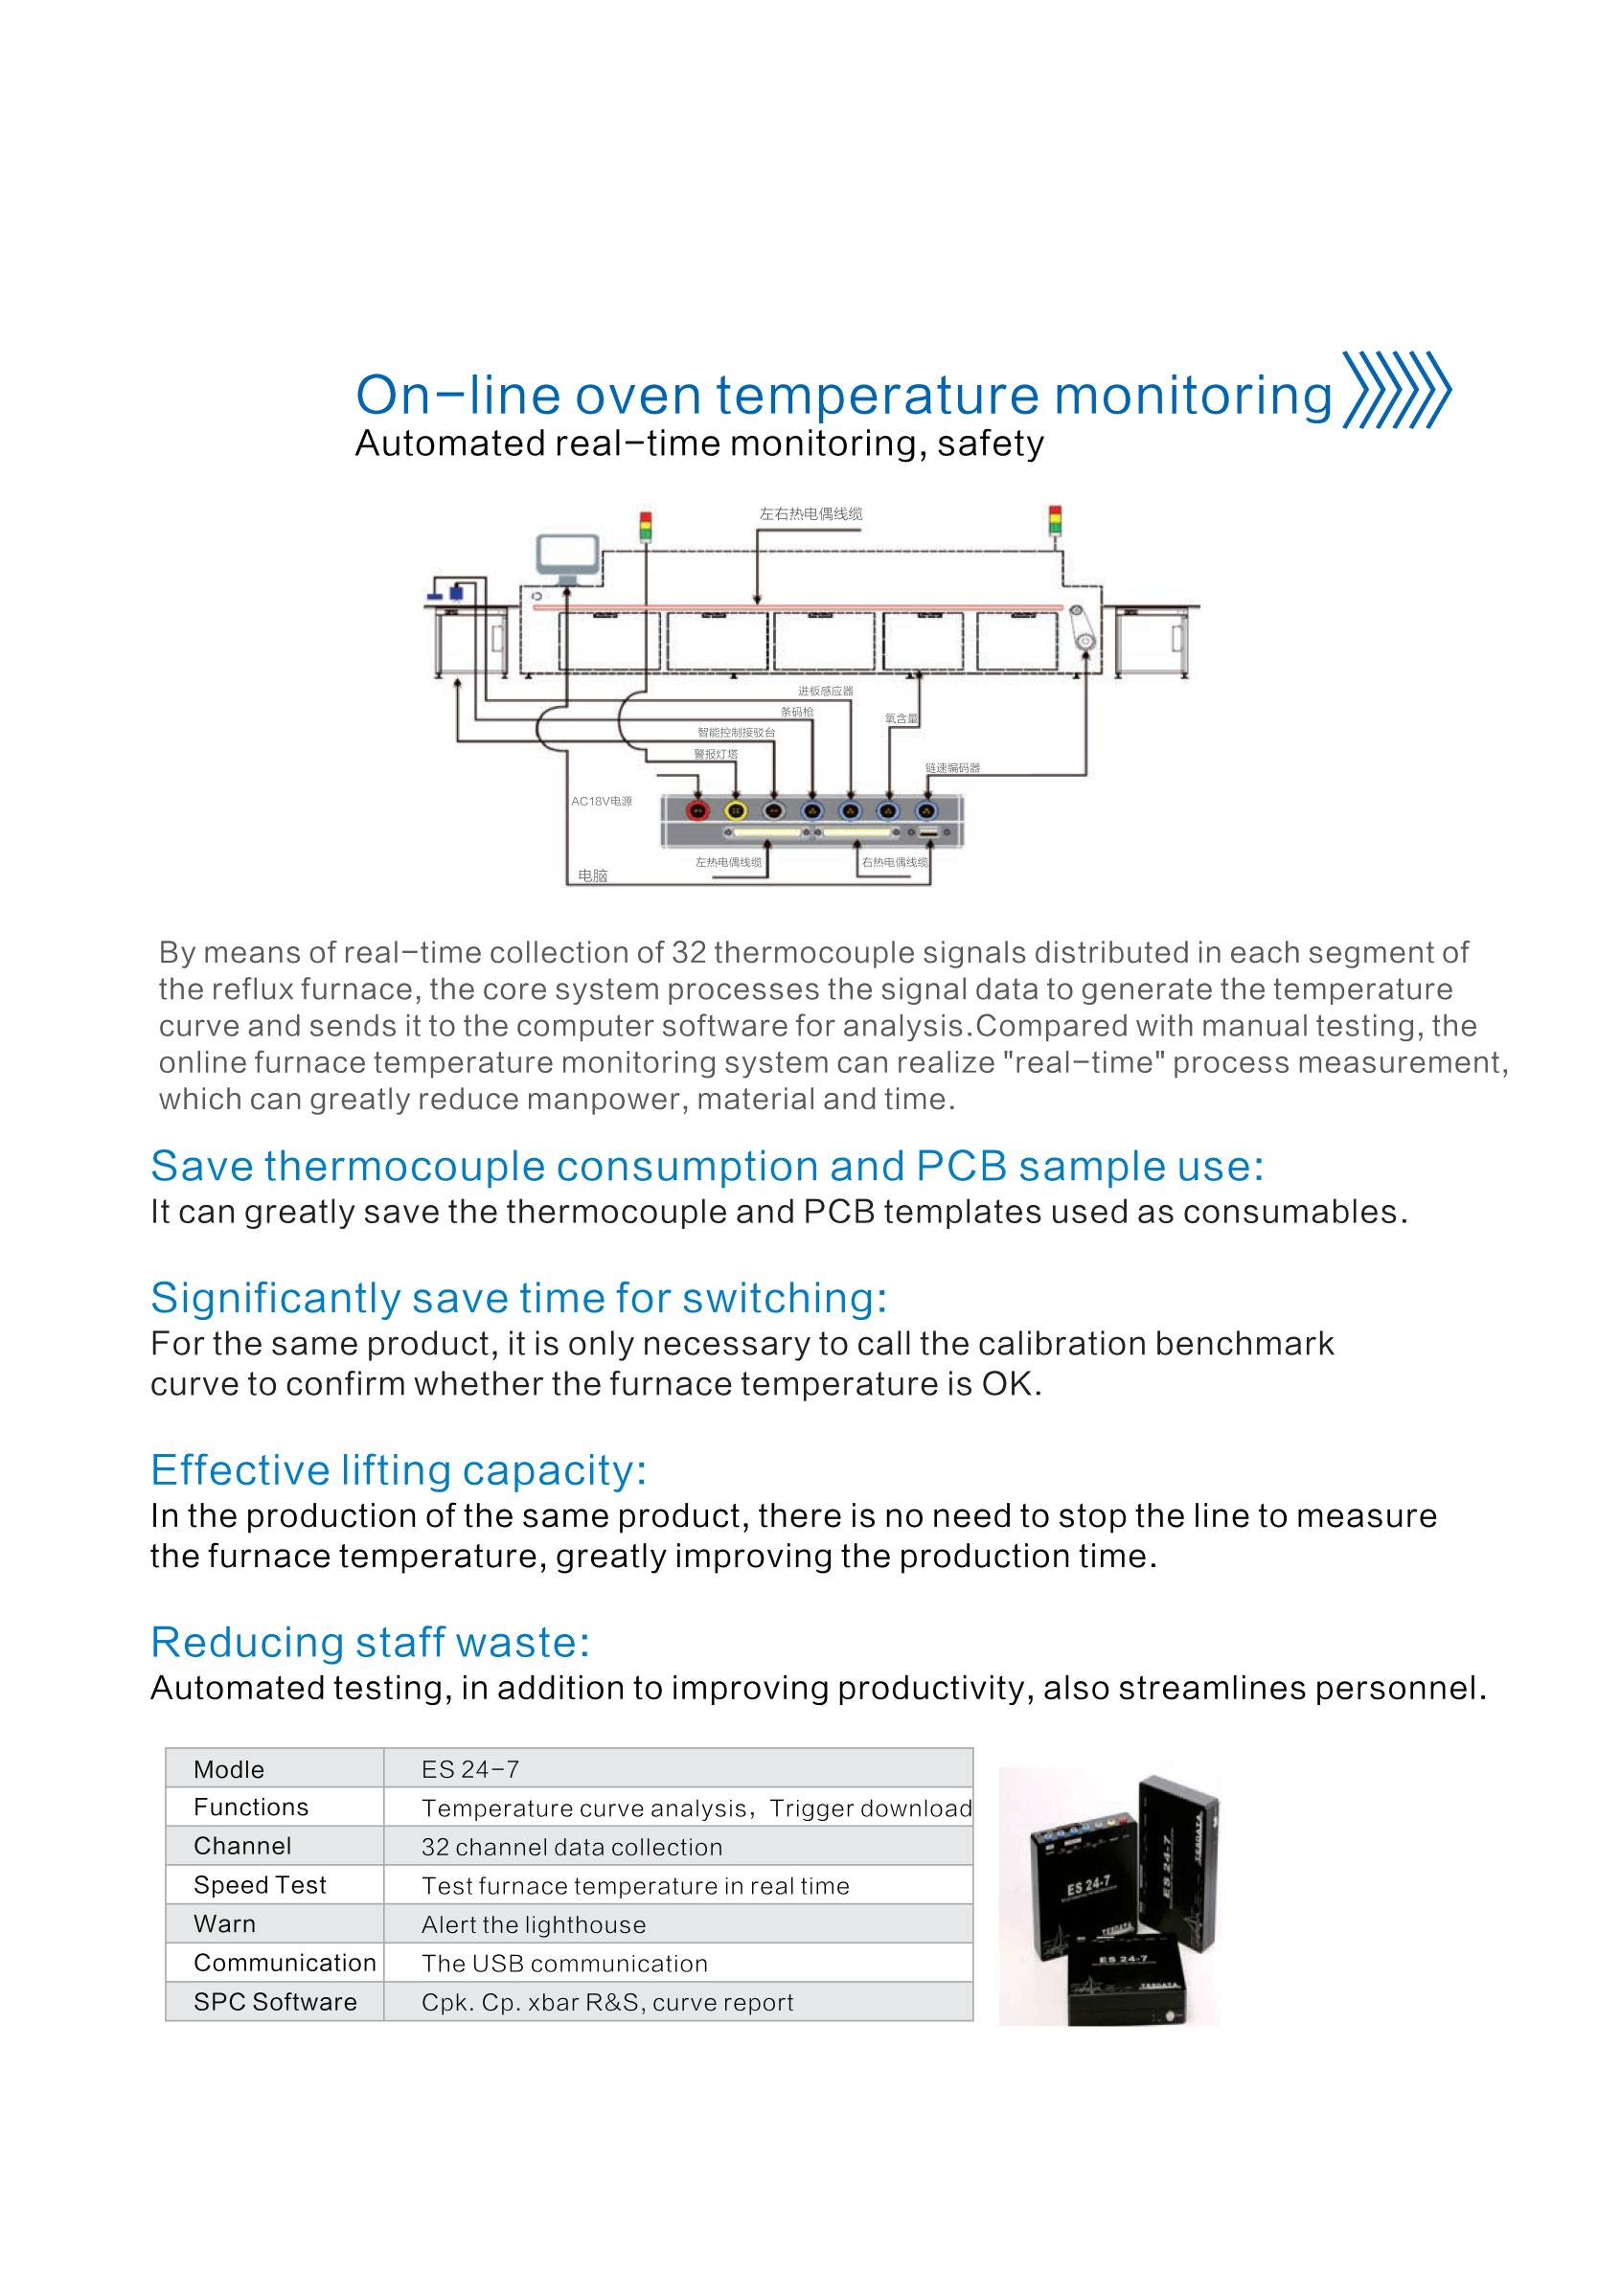 On-line oven temperature monitoring
Automated real-time monitoring, safety
左右热电偶线缆
进板感应器
条码枪
氧含量
智能控制接驳台
警报灯塔
链速编码器
AC18V电源
左热电偶线缆
右热电偶线缆
电脑
By means of real-time collection of 32 thermocouple signals distributed in each segment of
the reflux furnace, the core system processes the signal data to generate the temperature
curve and sends it to the computer software for analysis.Compared with manual testing, the
online furnace temperature monitoring system can realize "real-time" process measurement,
which can greatly reduce manpower, material and time.
Save thermocouple consumption and PCB sample use:
It can greatly save the thermocouple and PCB templates used as consumables.
Significantly save time for switching:
For the same product, it is only necessary to call the calibration benchmark
curve to confirm whether the furnace temperature is OK.
Effective lifting capacity:
In the production of the same product, there is no need to stop the line to measure
the furnace temperature, greatly improving the production time.
Reducing staff waste:
Automated testing, in addition to improving productivity, also streamlines personnel.
Modle ES 24-7
Functions Temperature curve analysis, Trigger download
Channel 32 channel data collection
Speed Test Test furnace temperature in real time
Warn Alert the lighthouse
Communication The USB communication
SPC Software Cpk. Cp. xbar R&S, curve report
ES 24-7
TESDATA
ES 24-7
TESDATA
ES 24-7
TESDATA